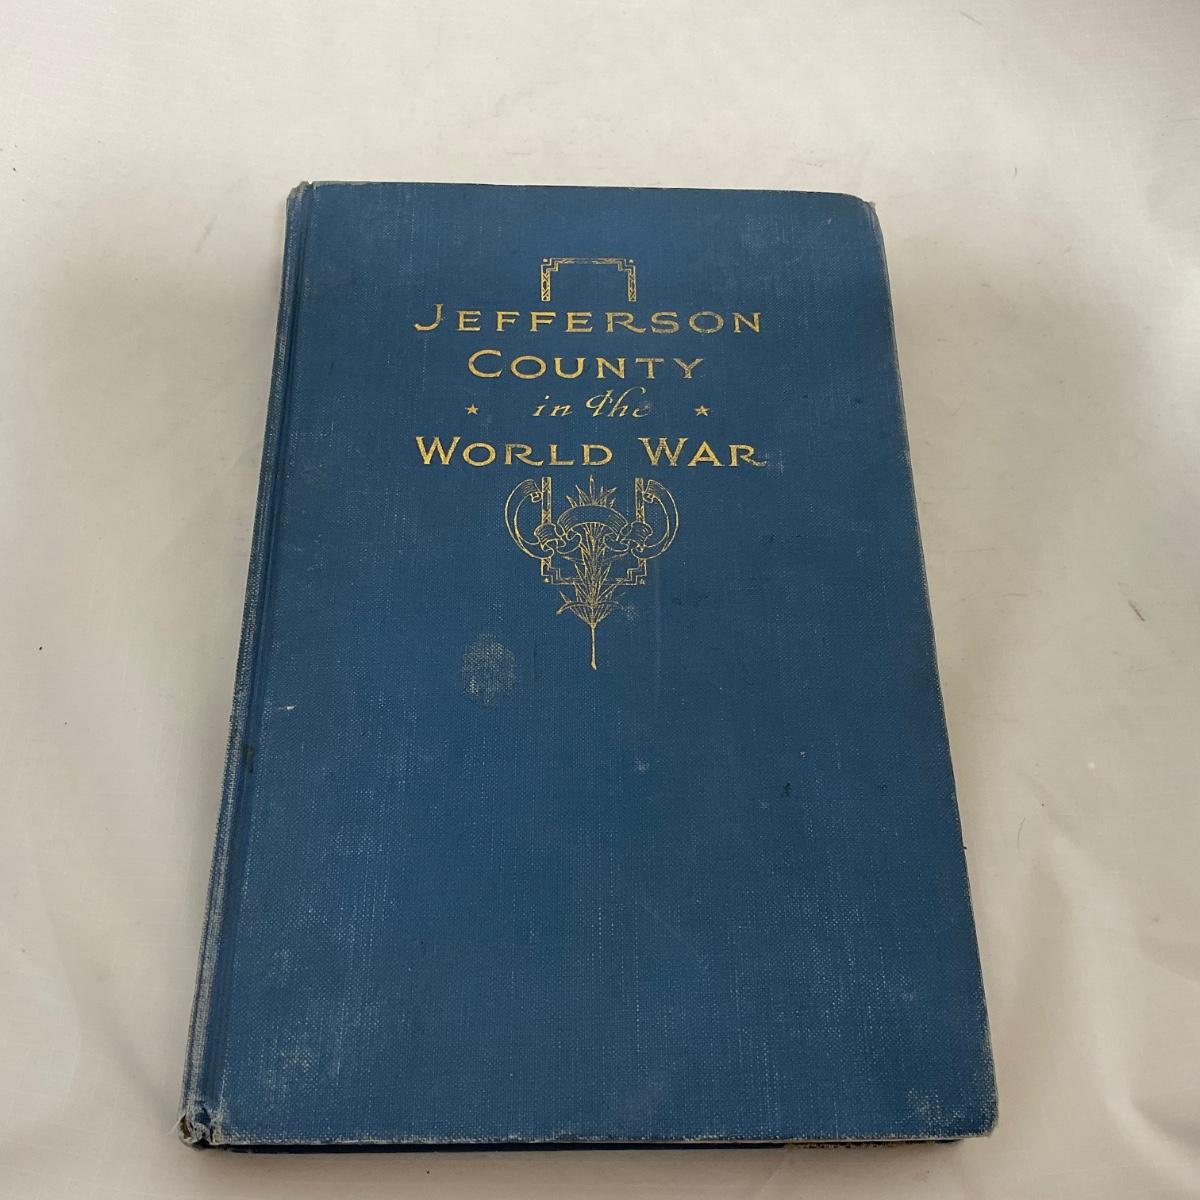 JEFFERSON
COUNTY
in the
WORLD WAR